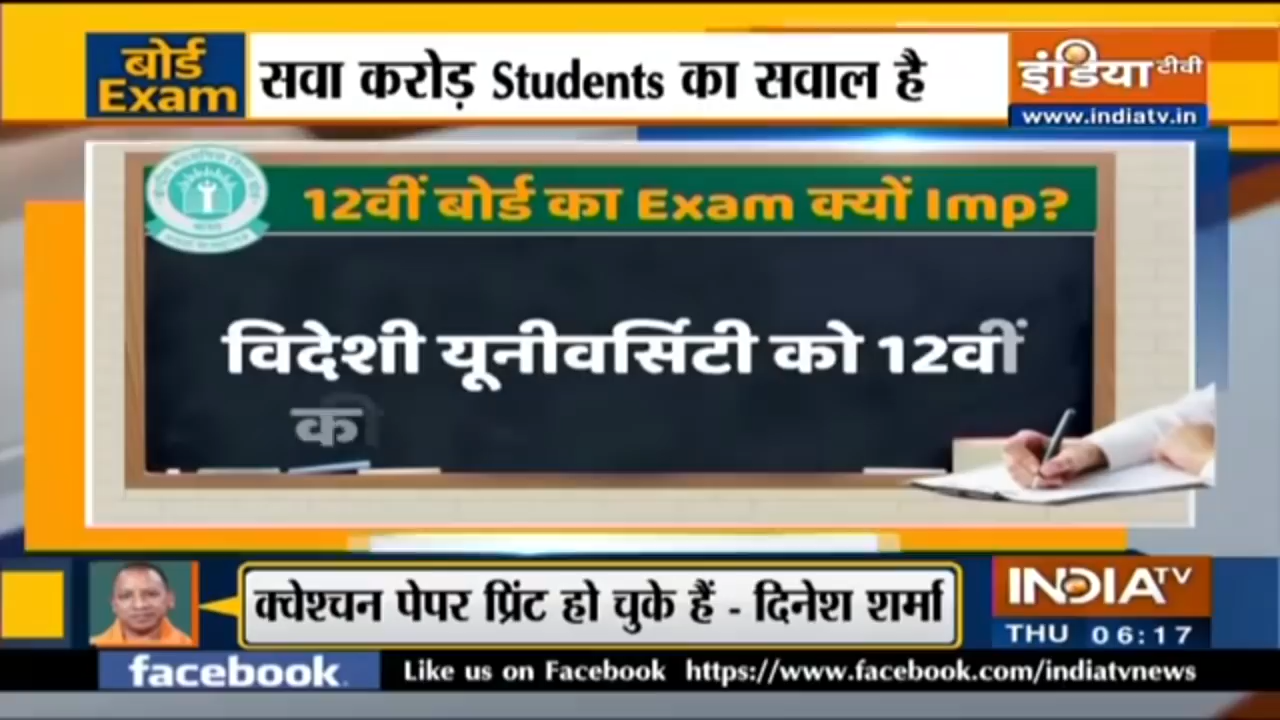 बोर्ड
Exam
सवा करोड़ Students का सवाल है
इंडिया टीवी
www.indiatv.in
12वीं बोर्ड का Exam क्यों Imp?
विदेशी यूनीवर्सिटी को 12वीं
की
क्वेश्चन पेपर प्रिंट हो चुके हैं - दिनेश शर्मा
INDIA TV
THU 06:17
facebook
Like us on Facebook https://www.facebook.com/indiatvnews